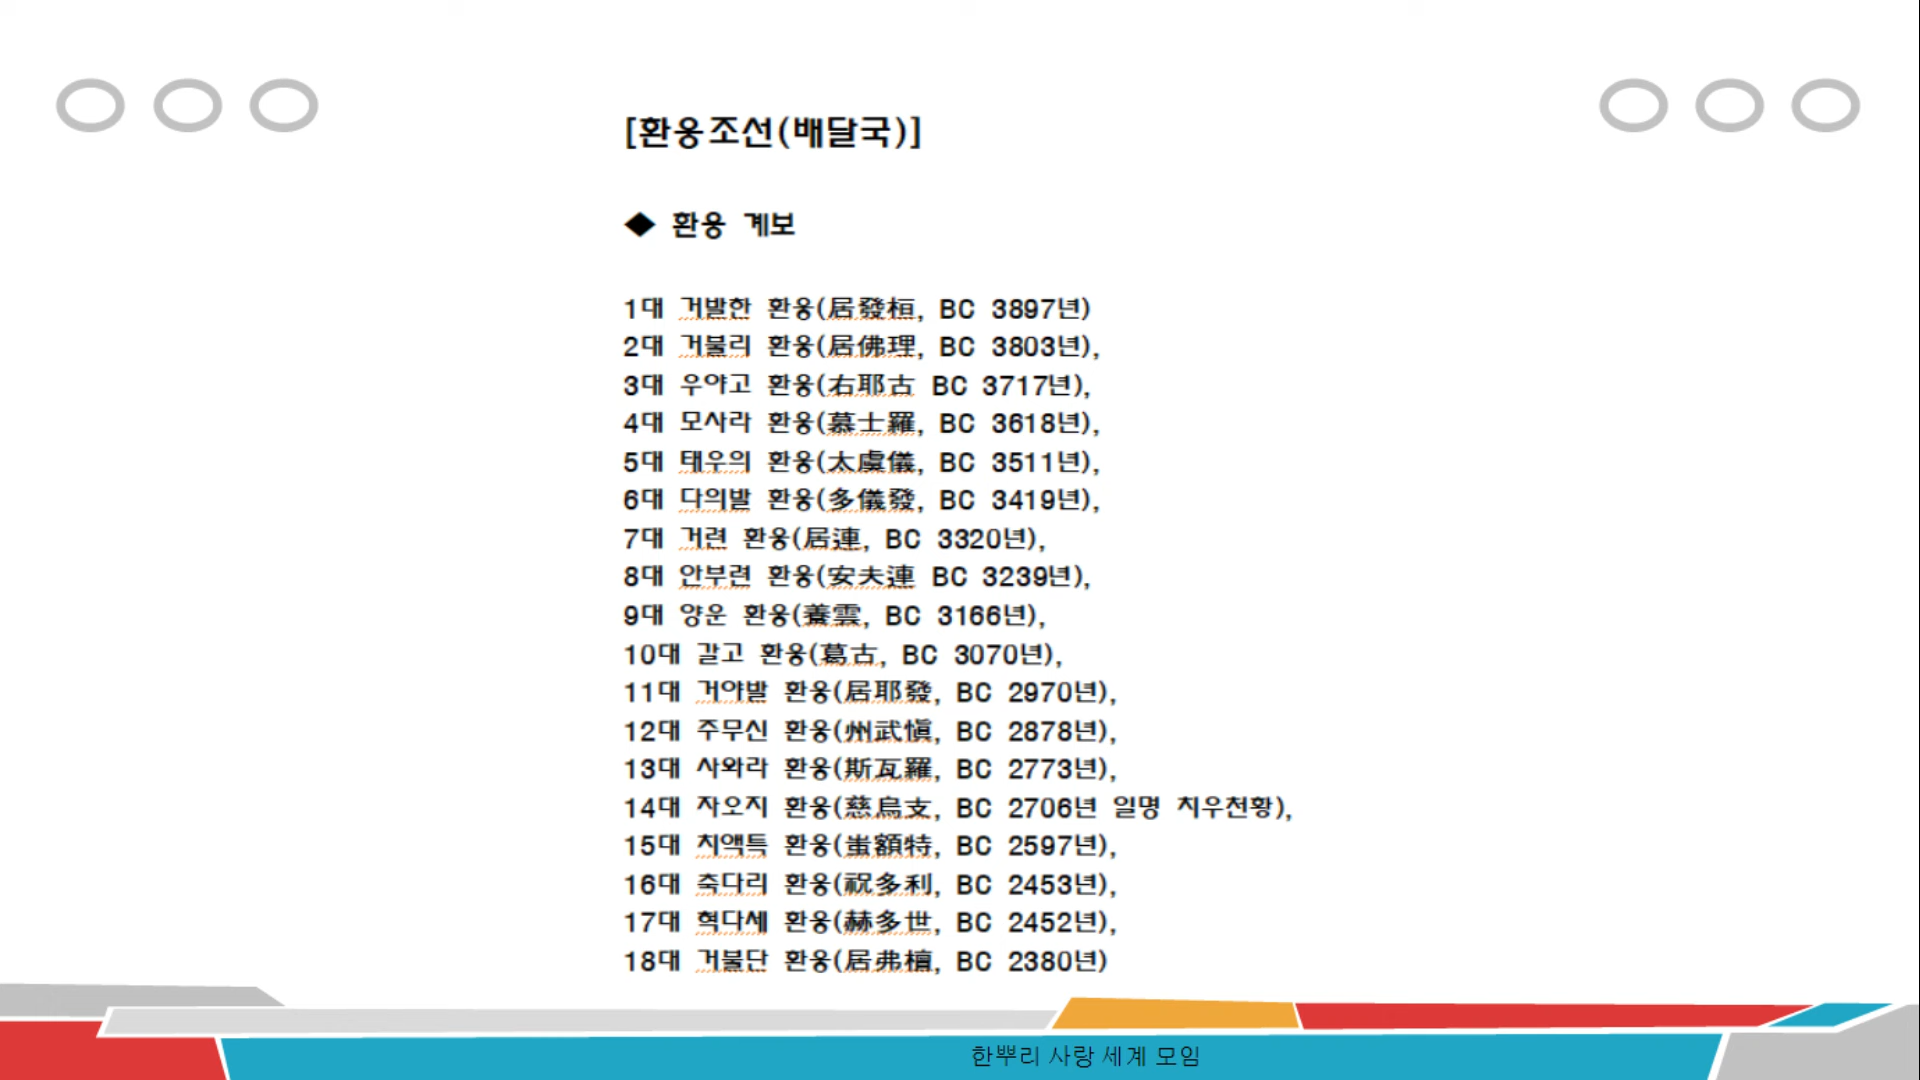 [환웅조선(배달국)]
◆ 환웅 계보
1대 거발한 환웅(居發桓, BC 3897년)
2대 거불리 환웅(居佛理, BC 3803년),
3대 우야고 환웅(右耶古 BC 3717년),
4대 모사라 환웅(慕士羅, BC 3618년),
5대 태우의 환웅(太虞儀, BC 3511년),
6대 다의발 환웅(多儀發, BC 3419년),
7대 거련 환웅(居連, BC 3320년),
8대 안부련 환웅(安夫連 BC 3239년),
9대 양운 환웅(養雲, BC 3166년),
10대 갈고 환웅(葛古, BC 3070년),
11대 거야발 환웅(居耶發, BC 2970년),
12대 주무신 환웅(州武愼, BC 2878년),
13대 사와라 환웅(斯瓦羅, BC 2773년),
14대 자오지 환웅(慈烏支, BC 2706년 일명 치우천황),
15대 치액특 환웅(蚩額特, BC 2597년),
16대 축다리 환웅(祝多利, BC 2453년),
17대 혁다세 환웅(赫多世, BC 2452년),
18대 거불단 환웅(居弗檀, BC 2380년)
한뿌리 사랑 세계 모임